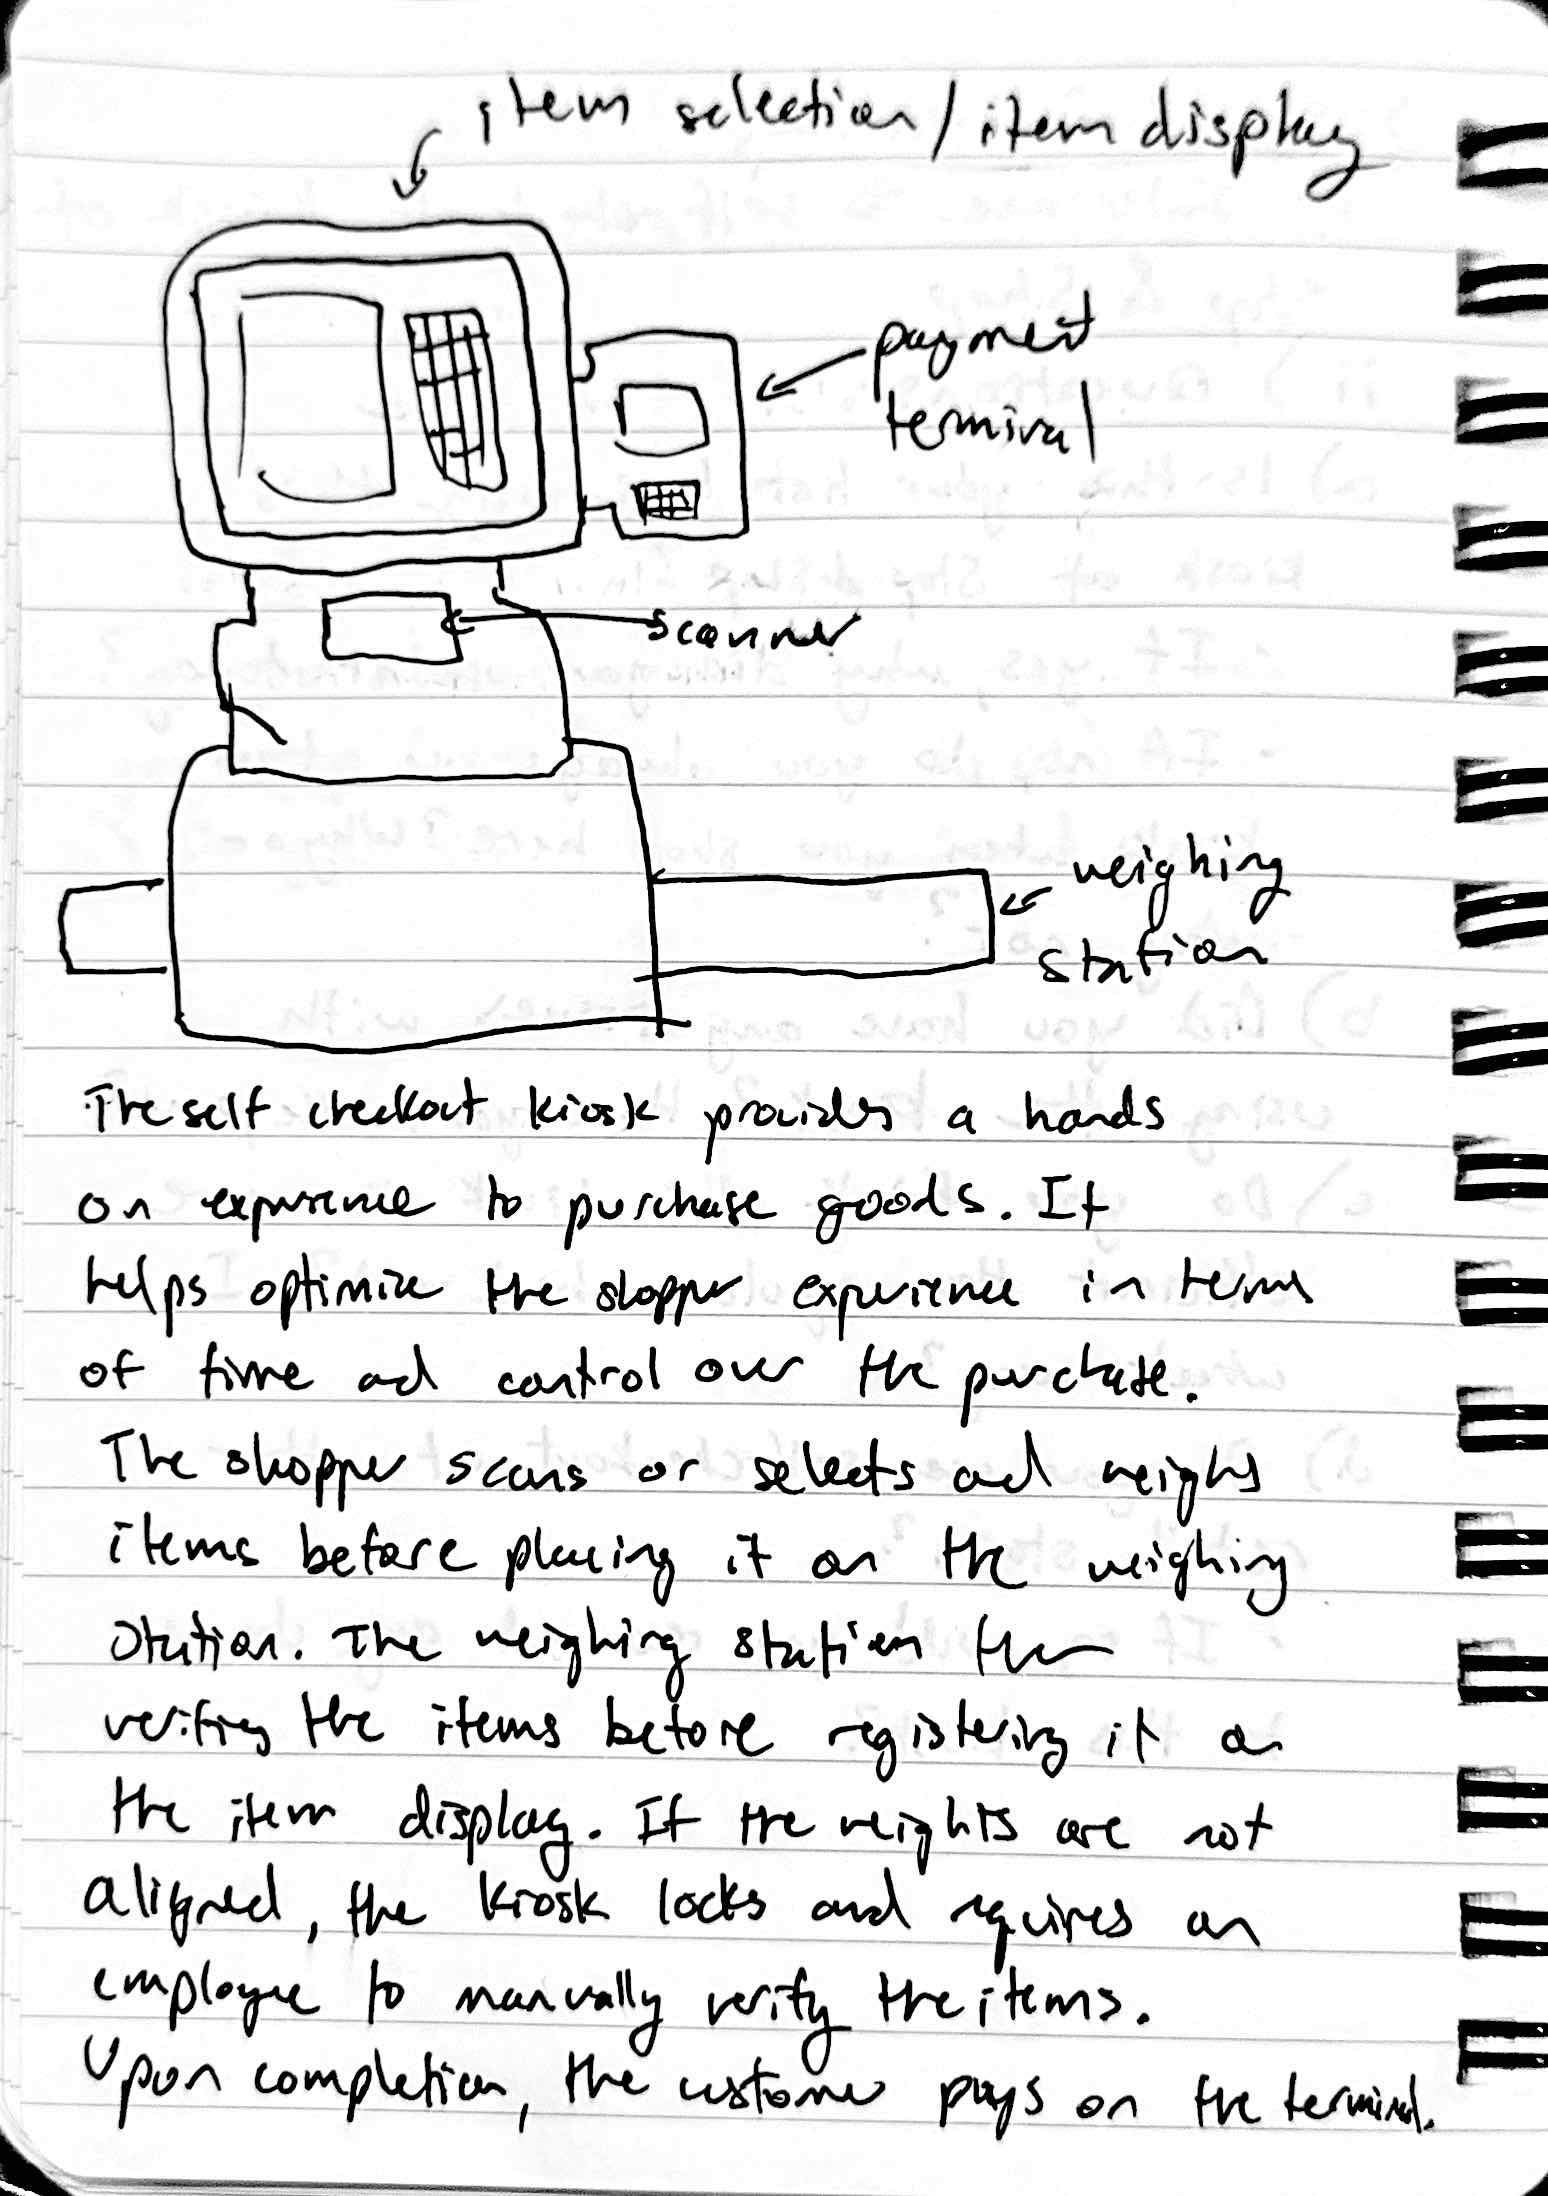 item selection / item display
payment
terminal
scanner
weighing
station
The self checkout kiosk provides a hands
on experience to purchase goods. It
helps optimize the shopper experience in terms
of time ad control over the purchase.
The shopper scans or selects ad weighs
items before placing it on the weighing
station. The weighing station then
verifies the items before registering it on
the item display. If the weights are not
aligned, the kiosk locks and requires an
employee to manually verify the items.
Upon completion, the customer pays on the terminal.